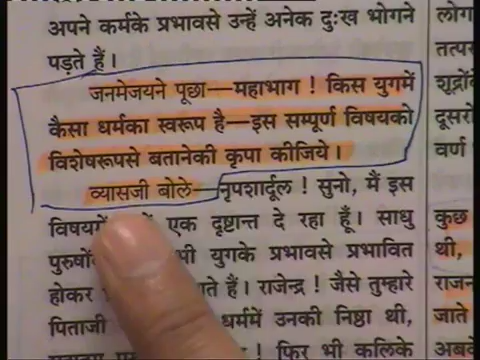 अपने कर्मके प्रभावसे उन्हें अनेक दुःख भोगने
पड़ते हैं।
जनमेजयने पूछा—महाभाग ! किस युगमें
कैसा धर्मका स्वरूप है—इस सम्पूर्ण विषयको
विशेषरूपसे बतानेकी कृपा कीजिये।
व्यासजी बोले—नृपशार्दूल ! सुनो, मैं इस
एक दृष्टान्त दे रहा हूँ। साधु
युगके प्रभावसे प्रभावित
होकर हैं। राजेन्द्र ! जैसे तुम्हारे
पिताजी धर्ममें उनकी निष्ठा थी,
! फिर भी कलिके
लोग
तत्पर
शूद्रों
दूसरे
वर्ण
कुछ
थी,
राजन
जाते